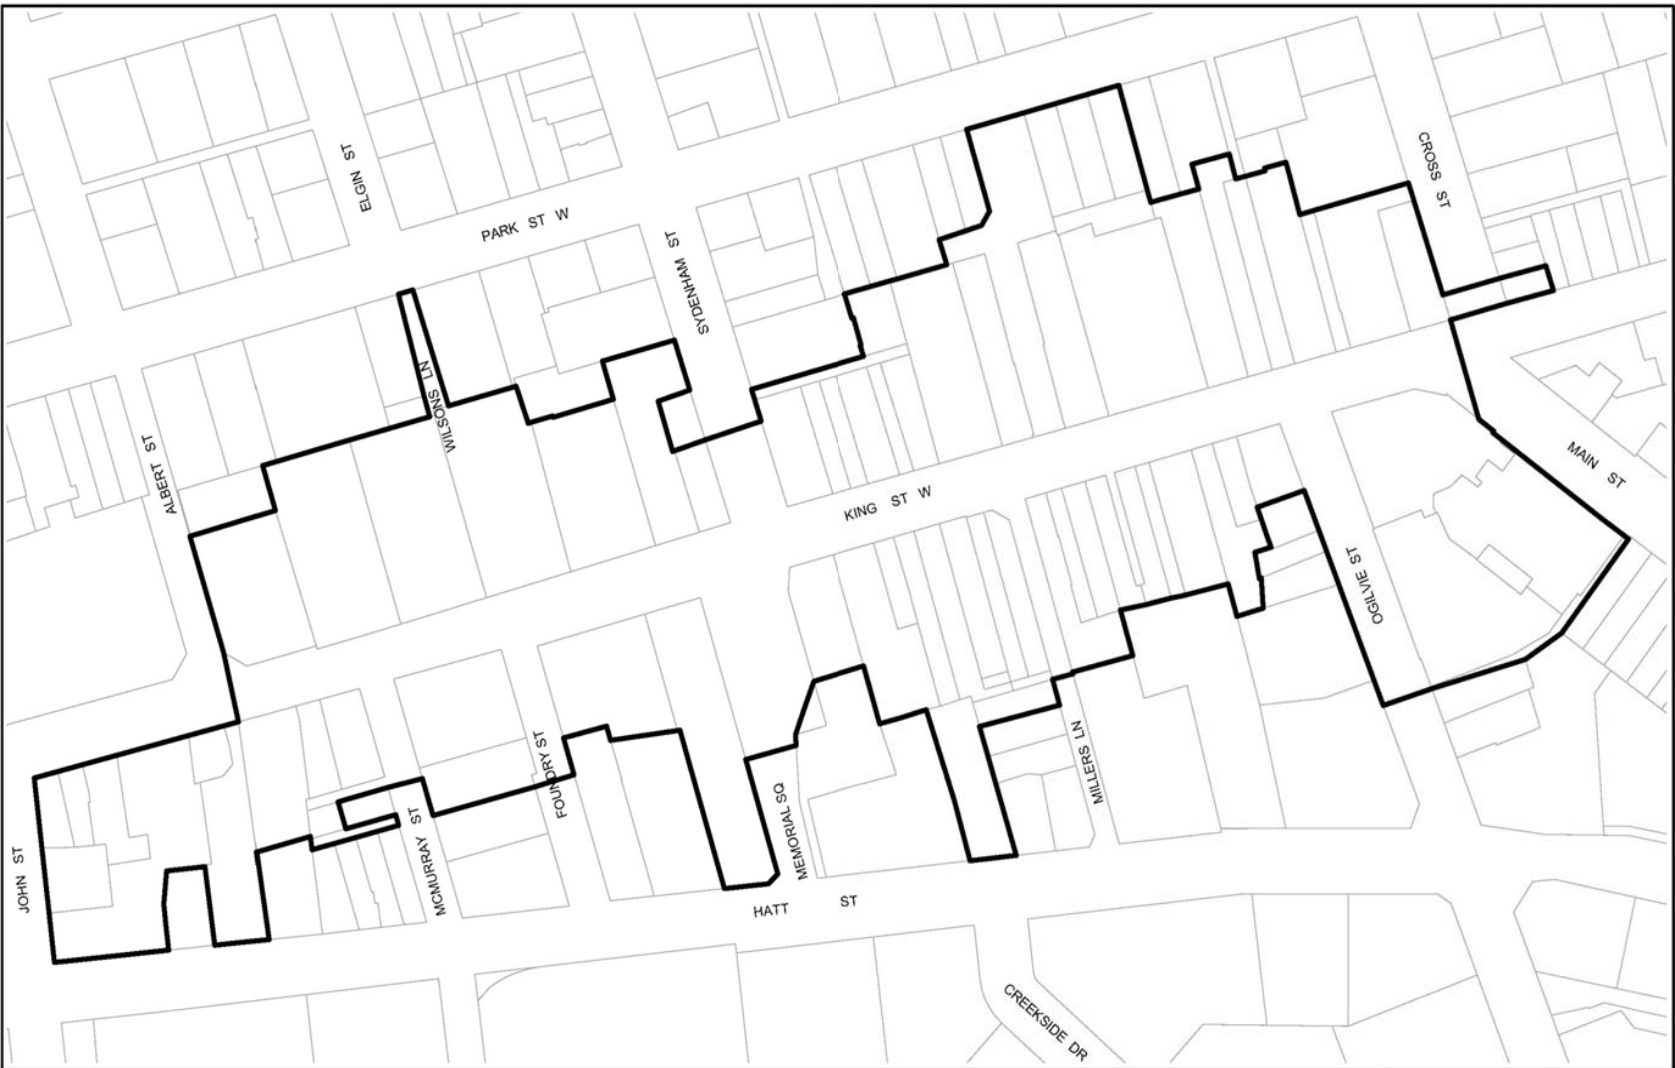 CROSS ST
ELGIN ST
PARK ST W
SYDENHAM ST
WILSONS LN
ALBERT ST
MAIN ST
KING ST W
OGILVIE ST
FOUNDRY ST
MILLERS LN
MEMORIAL SQ
MCMURRAY ST
JOHN ST
HATT ST
CREEKSIDE DR